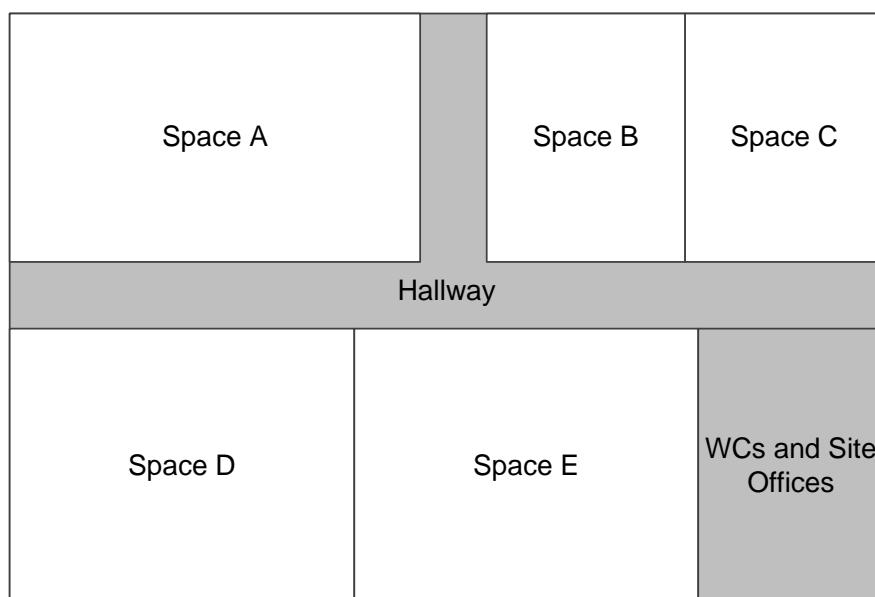 Space A
Space B
Space C
Hallway
Space D
Space E
WCs and Site
Offices